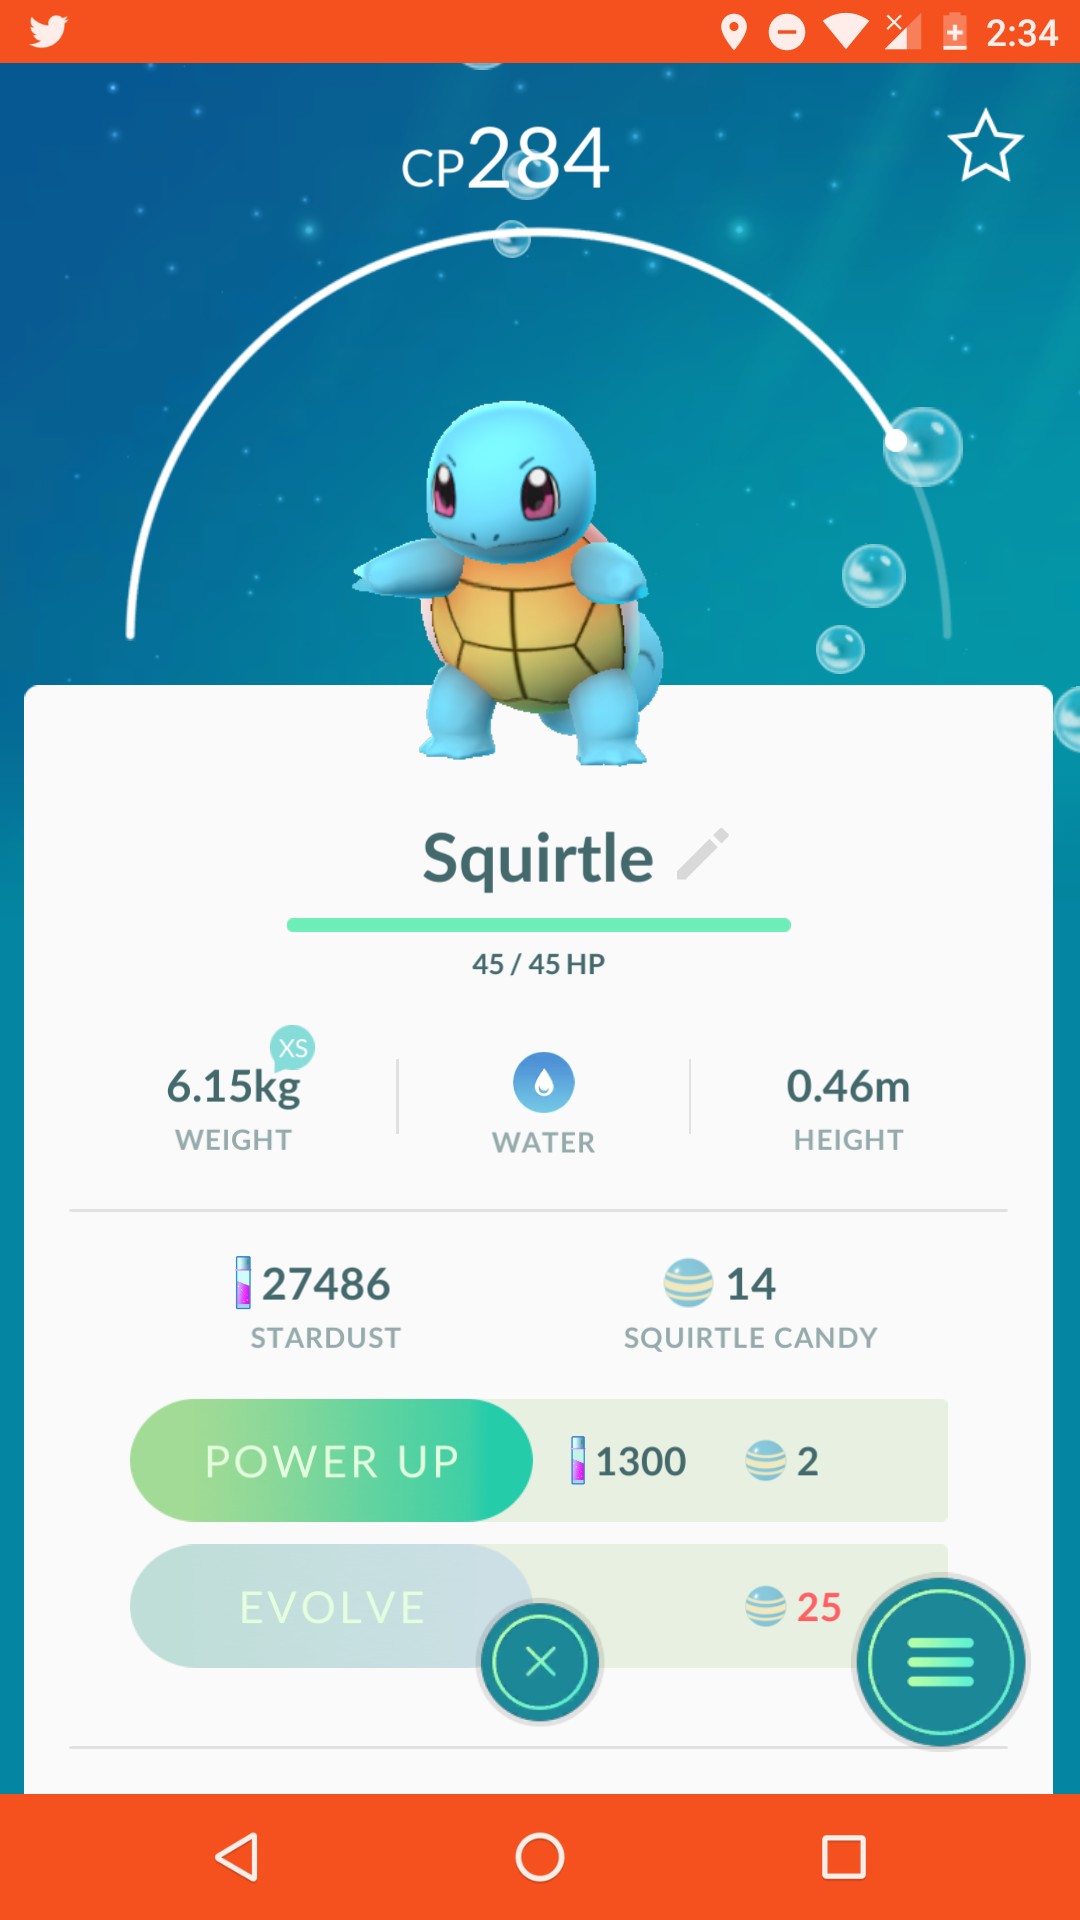 2:34
CP284
Squirtle
45 / 45 HP
XS
6.15kg
WEIGHT
WATER
0.46m
HEIGHT
27486
STARDUST
14
SQUIRTLE CANDY
POWER UP 1300 2
EVOLVE 25